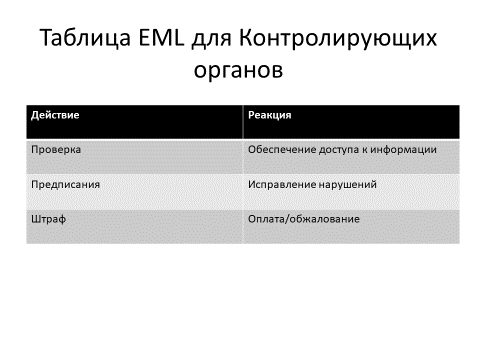 Таблица EML для Контролирующих
органов
Действие Реакция
Проверка Обеспечение доступа к информации
Предписания Исправление нарушений
Штраф Оплата/обжалование